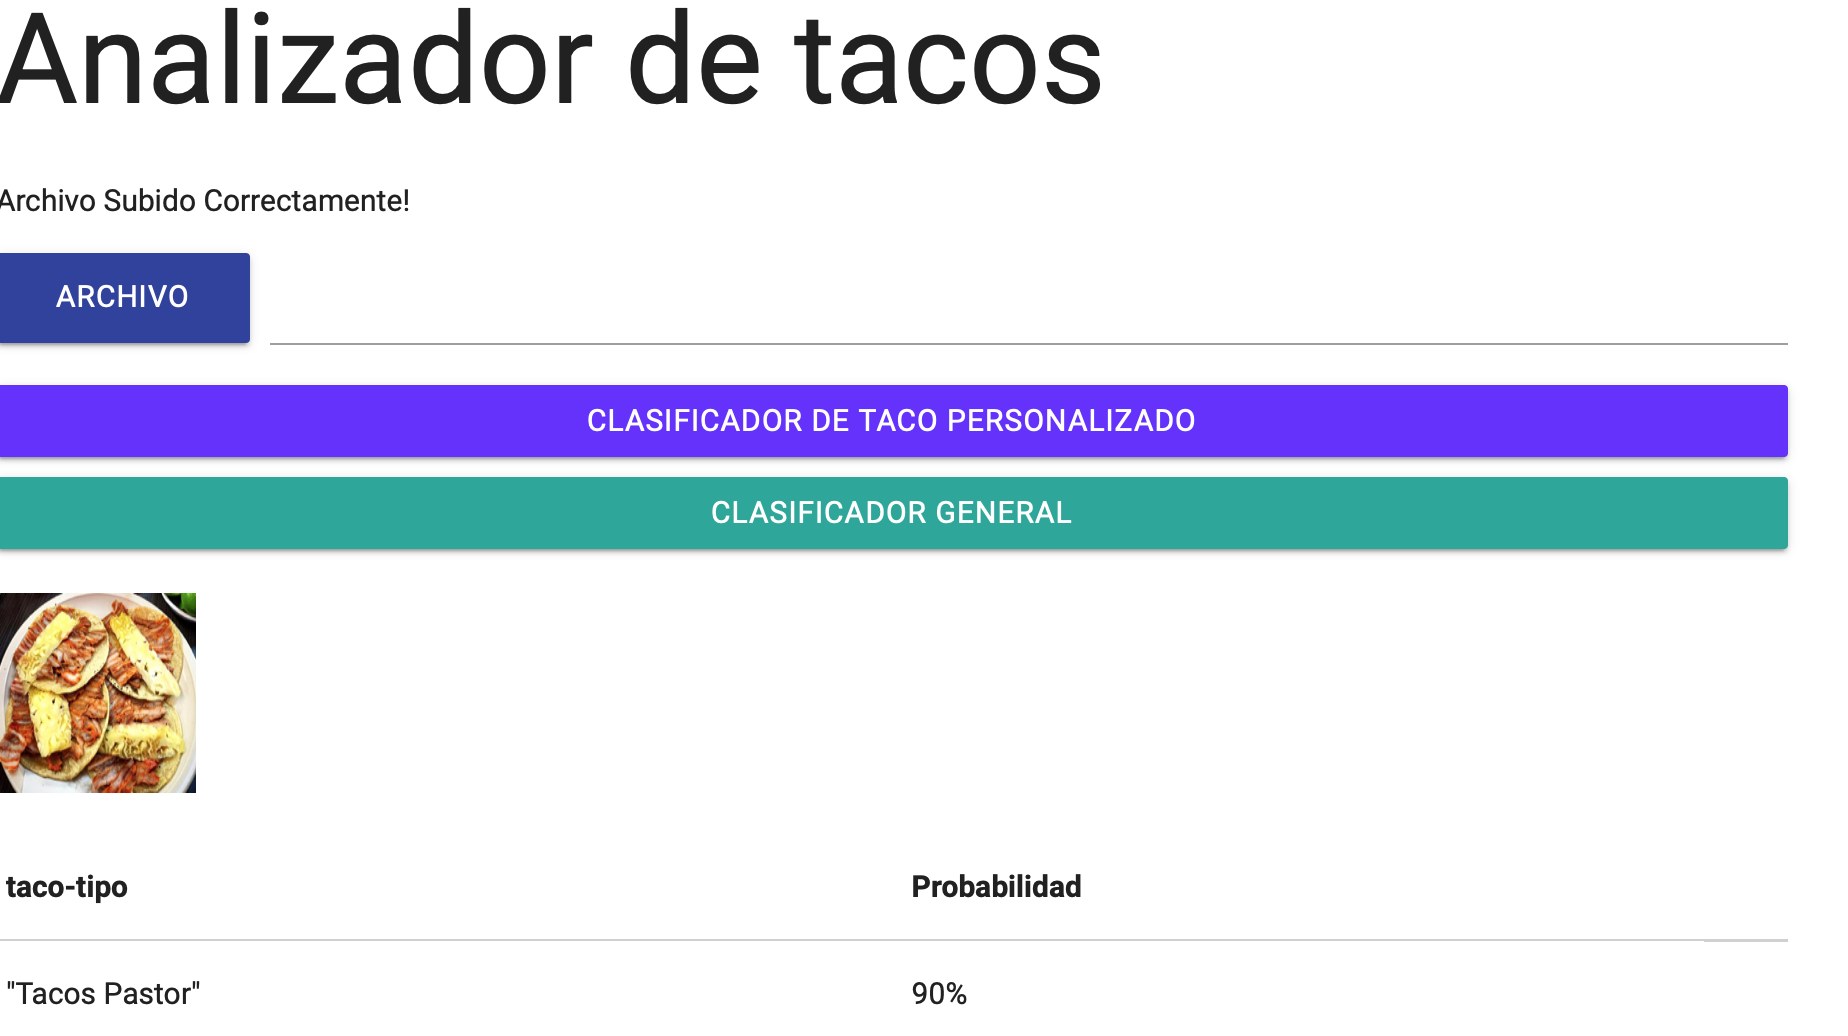 Analizador de tacos
Archivo Subido Correctamente!
ARCHIVO
CLASIFICADOR DE TACO PERSONALIZADO
CLASIFICADOR GENERAL
taco-tipo Probabilidad
"Tacos Pastor" 90%